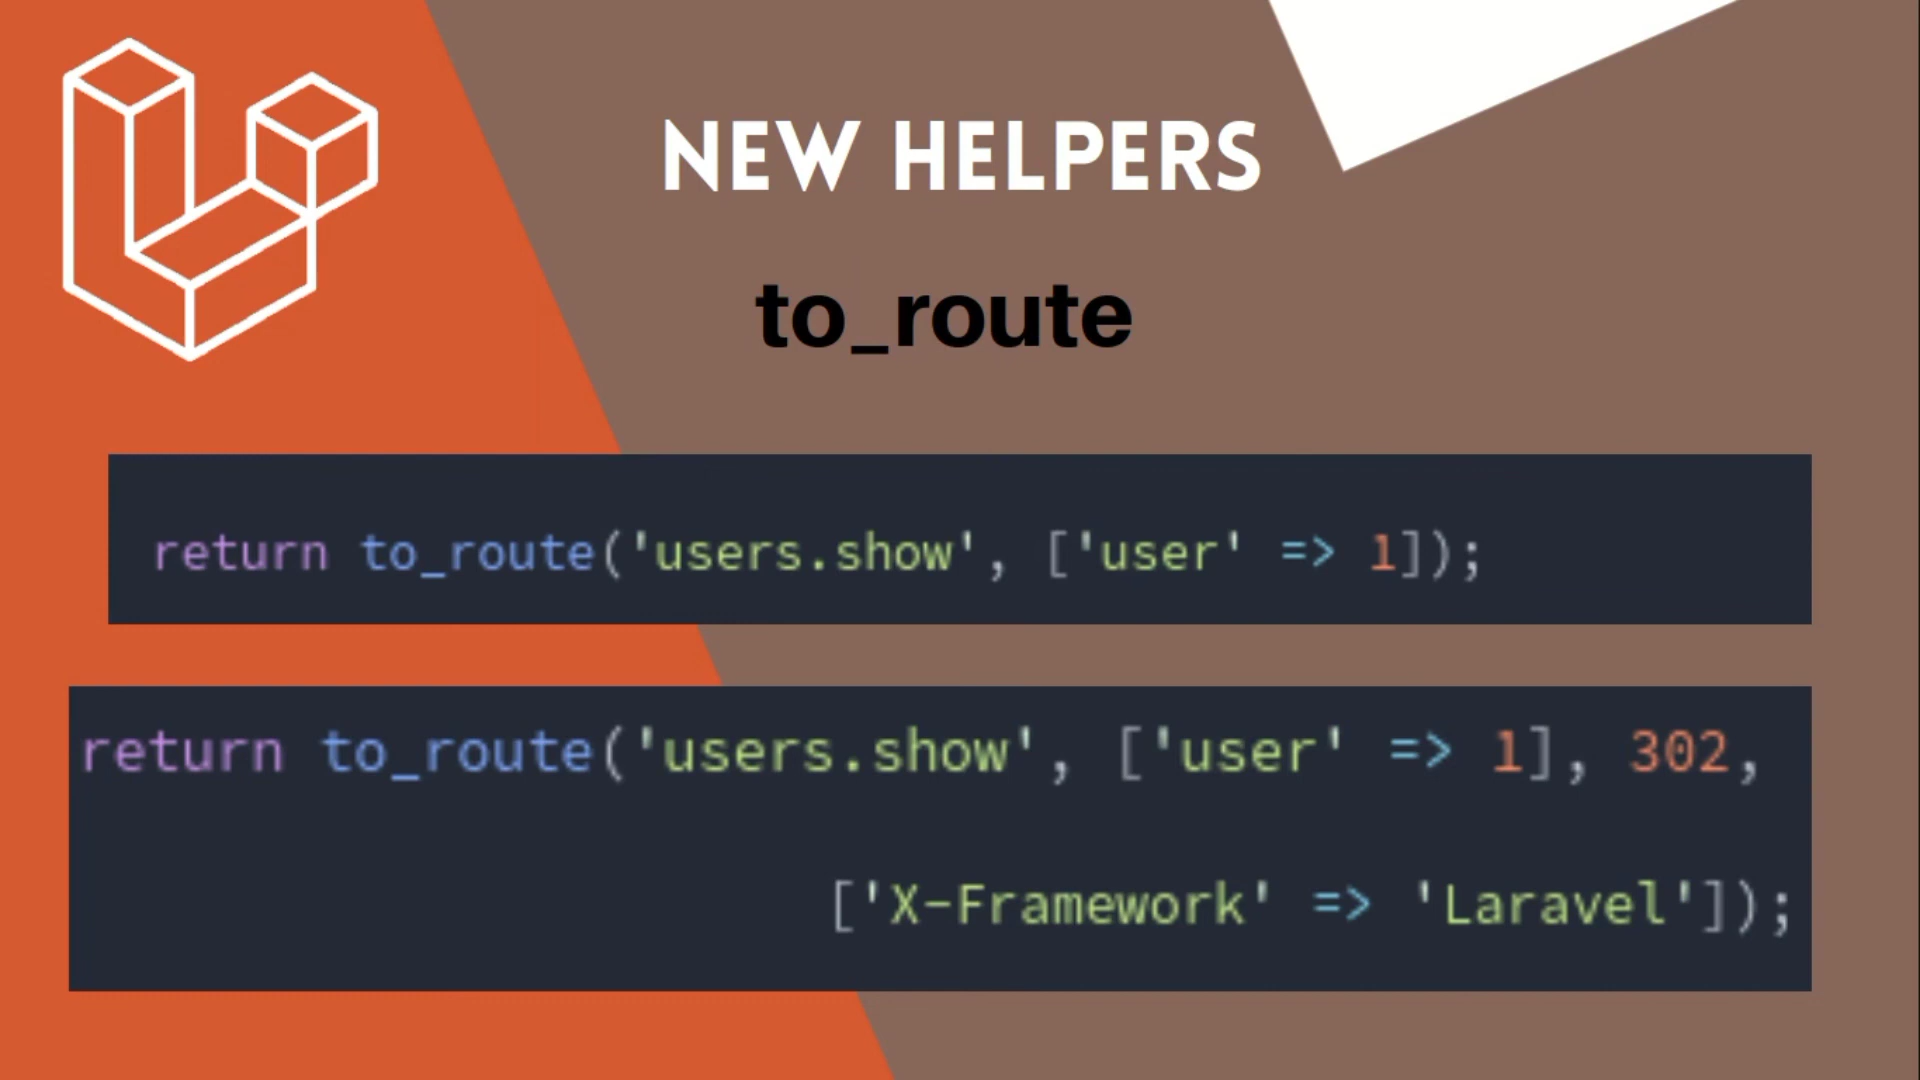 NEW HELPERS
to_route
return to_route('users.show', ['user' => 1]);
return to_route('users.show', ['user' => 1], 302,
['X-Framework' => 'Laravel']);